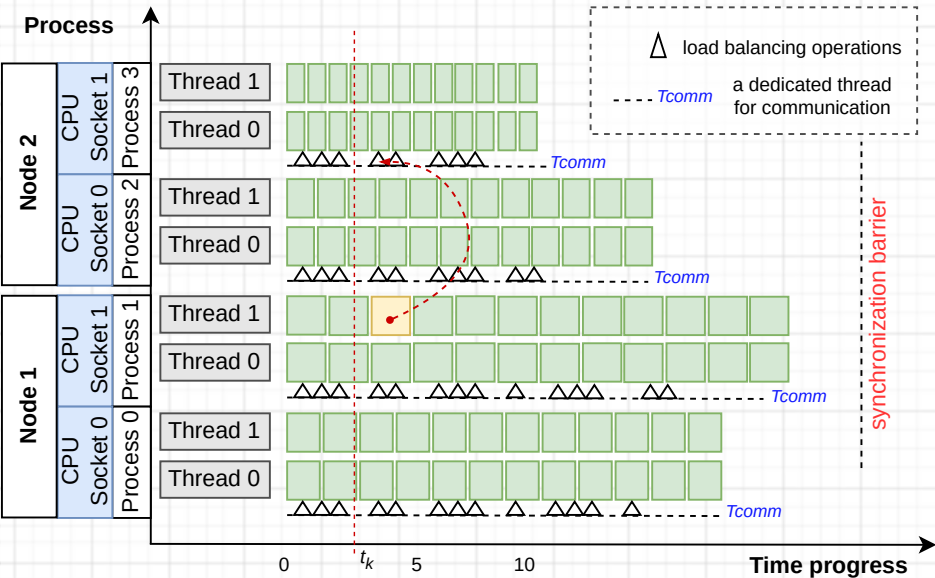 Process
load balancing operations
Tcomm
a dedicated thread
for communication
Node 2
CPU
Socket 1
Process 3
Thread 1
Thread 0
Tcomm
CPU
Socket 0
Process 2
Thread 1
Thread 0
Tcomm
Node 1
CPU
Socket 1
Process 1
Thread 1
Thread 0
Tcomm
CPU
Socket 0
Process 0
Thread 1
Thread 0
Tcomm
synchronization barrier
0
tk
5
10
Time progress